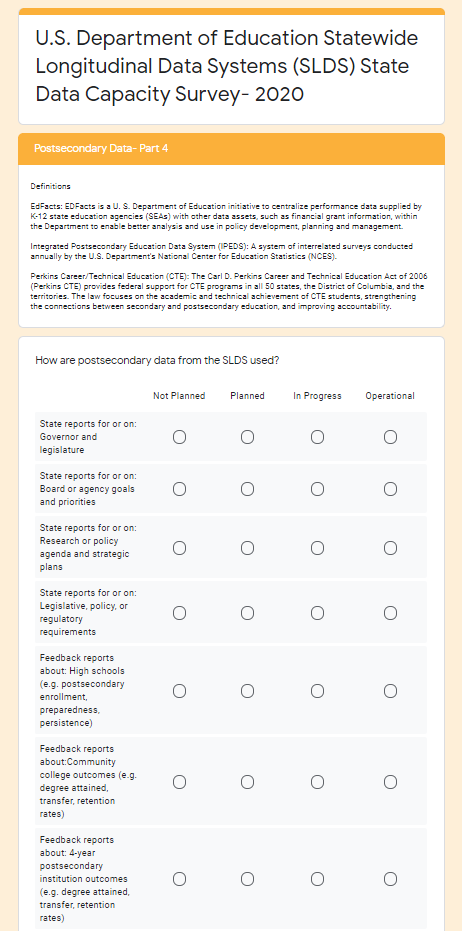 U.S. Department of Education Statewide
Longitudinal Data Systems (SLDS) State
Data Capacity Survey- 2020
Postsecondary Data- Part 4
Definitions
EdFacts: EDFacts is a U. S. Department of Education initiative to centralize performance data supplied by
K-12 state education agencies (SEAs) with other data assets, such as financial grant information, within
the Department to enable better analysis and use in policy development, planning and management.
Integrated Postsecondary Education Data System (IPEDS): A system of interrelated surveys conducted
annually by the U.S. Department's National Center for Education Statistics (NCES).
Perkins Career/Technical Education (CTE): The Carl D. Perkins Career and Technical Education Act of 2006
(Perkins CTE) provides federal support for CTE programs in all 50 states, the District of Columbia, and the
territories. The law focuses on the academic and technical achievement of CTE students, strengthening
the connections between secondary and postsecondary education, and improving accountability.
How are postsecondary data from the SLDS used?
Not Planned Planned In Progress Operational
State reports for or on:
Governor and
legislature
State reports for or on:
Board or agency goals
and priorities
State reports for or on:
Research or policy
agenda and strategic
plans
State reports for or on:
Legislative, policy, or
regulatory
requirements
Feedback reports
about: High schools
(e.g. postsecondary
enrollment,
preparedness,
persistence)
Feedback reports
about:Community
college outcomes (e.g.
degree attained,
transfer, retention
rates)
Feedback reports
about: 4-year
postsecondary
institution outcomes
(e.g. degree attained,
transfer, retention
rates)